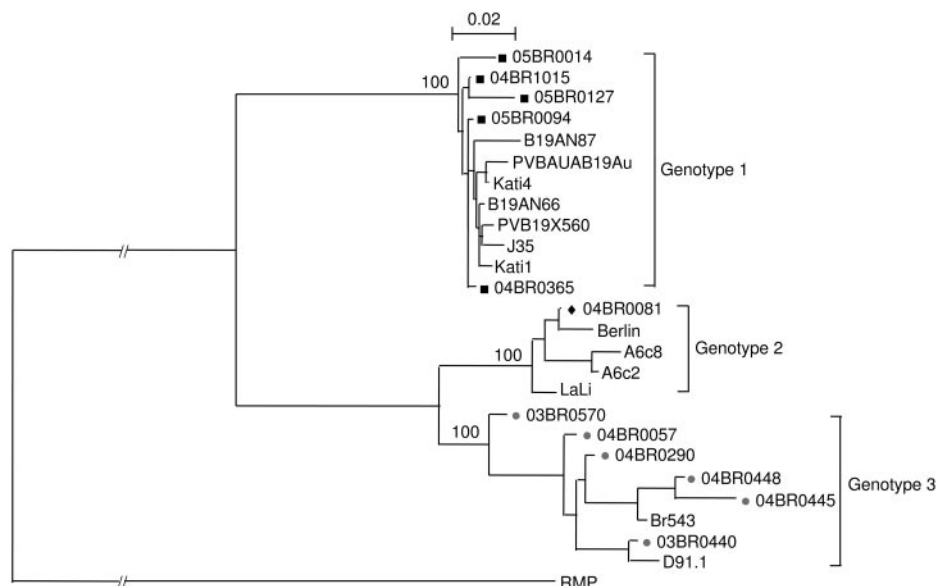 0.02
05BR0014
100
04BR1015
05BR0127
05BR0094
B19AN87
PVBAUAB19Au
Genotype 1
Kati4
B19AN66
PVB19X560
J35
Kati1
04BR0365
04BR0081
Berlin
100
A6c8
Genotype 2
A6c2
LaLi
03BR0570
100
04BR0057
04BR0290
04BR0448
Genotype 3
04BR0445
Br543
03BR0440
D91.1
RMP